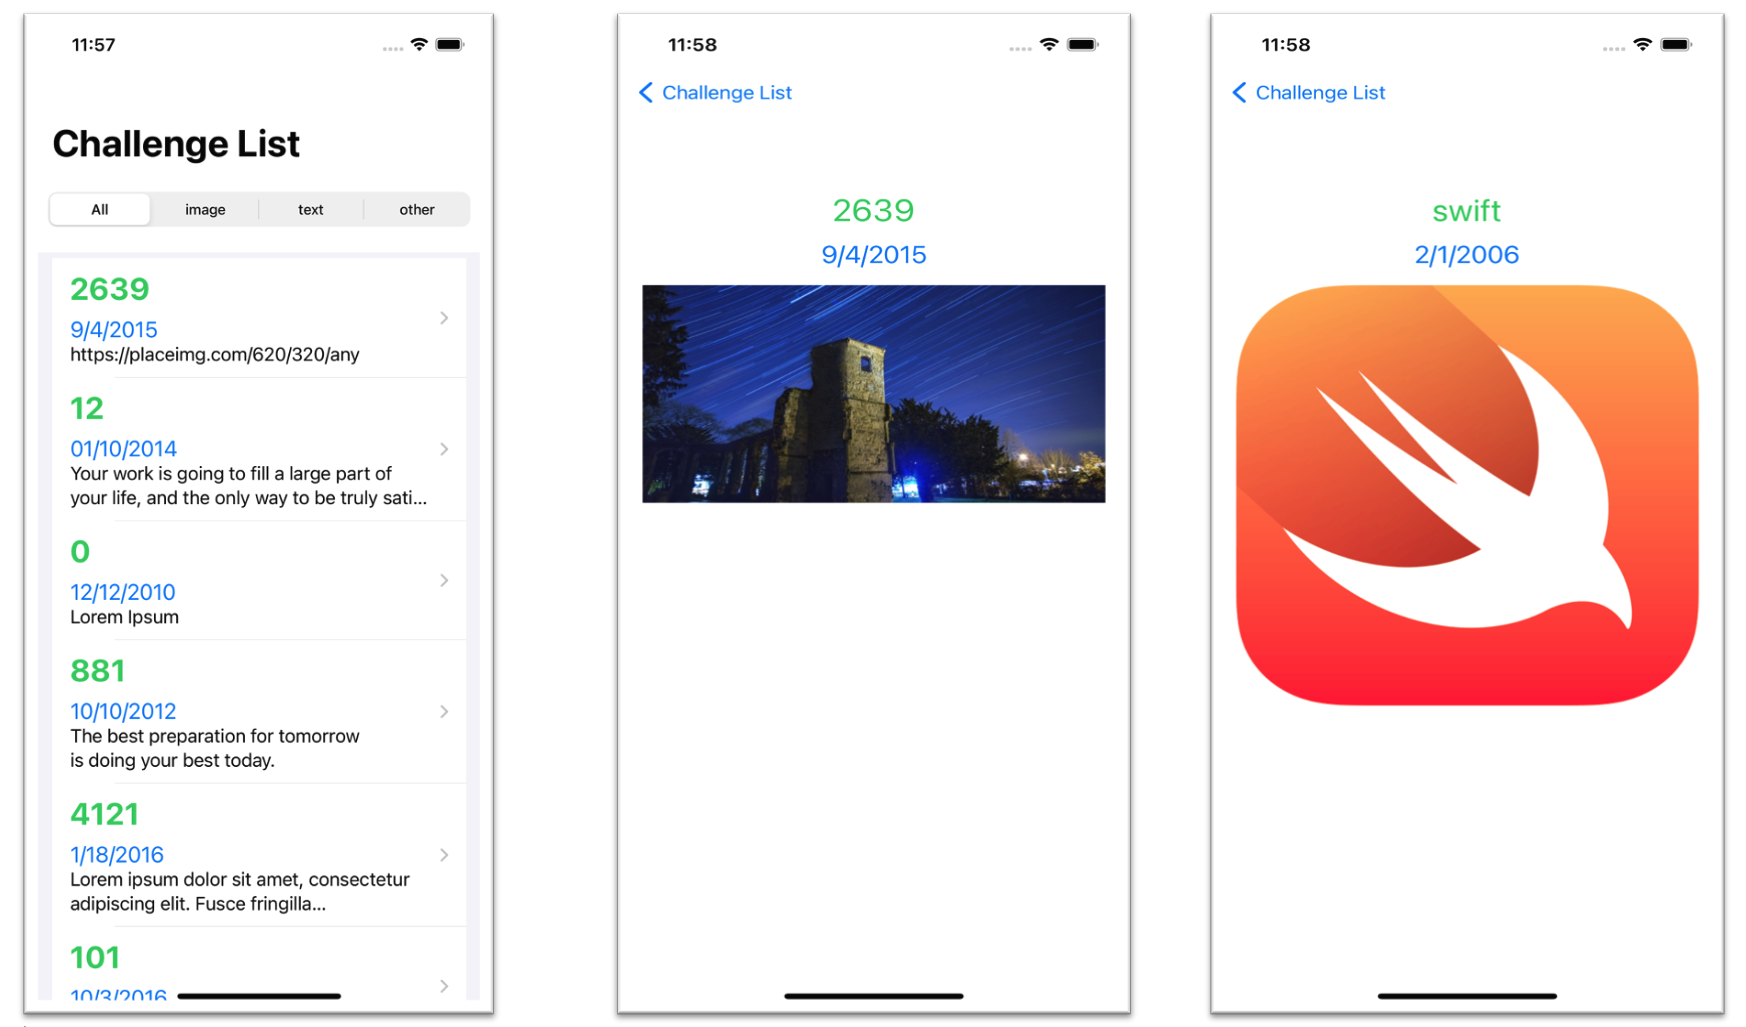 11:57
Challenge List
All image text other
2639
9/4/2015
https://placeimg.com/620/320/any
12
01/10/2014
Your work is going to fill a large part of
your life, and the only way to be truly sati...
0
12/12/2010
Lorem Ipsum
881
10/10/2012
The best preparation for tomorrow
is doing your best today.
4121
1/18/2016
Lorem ipsum dolor sit amet, consectetur
adipiscing elit. Fusce fringilla...
101
10/3/2016
11:58
Challenge List
2639
9/4/2015
11:58
Challenge List
swift
2/1/2006